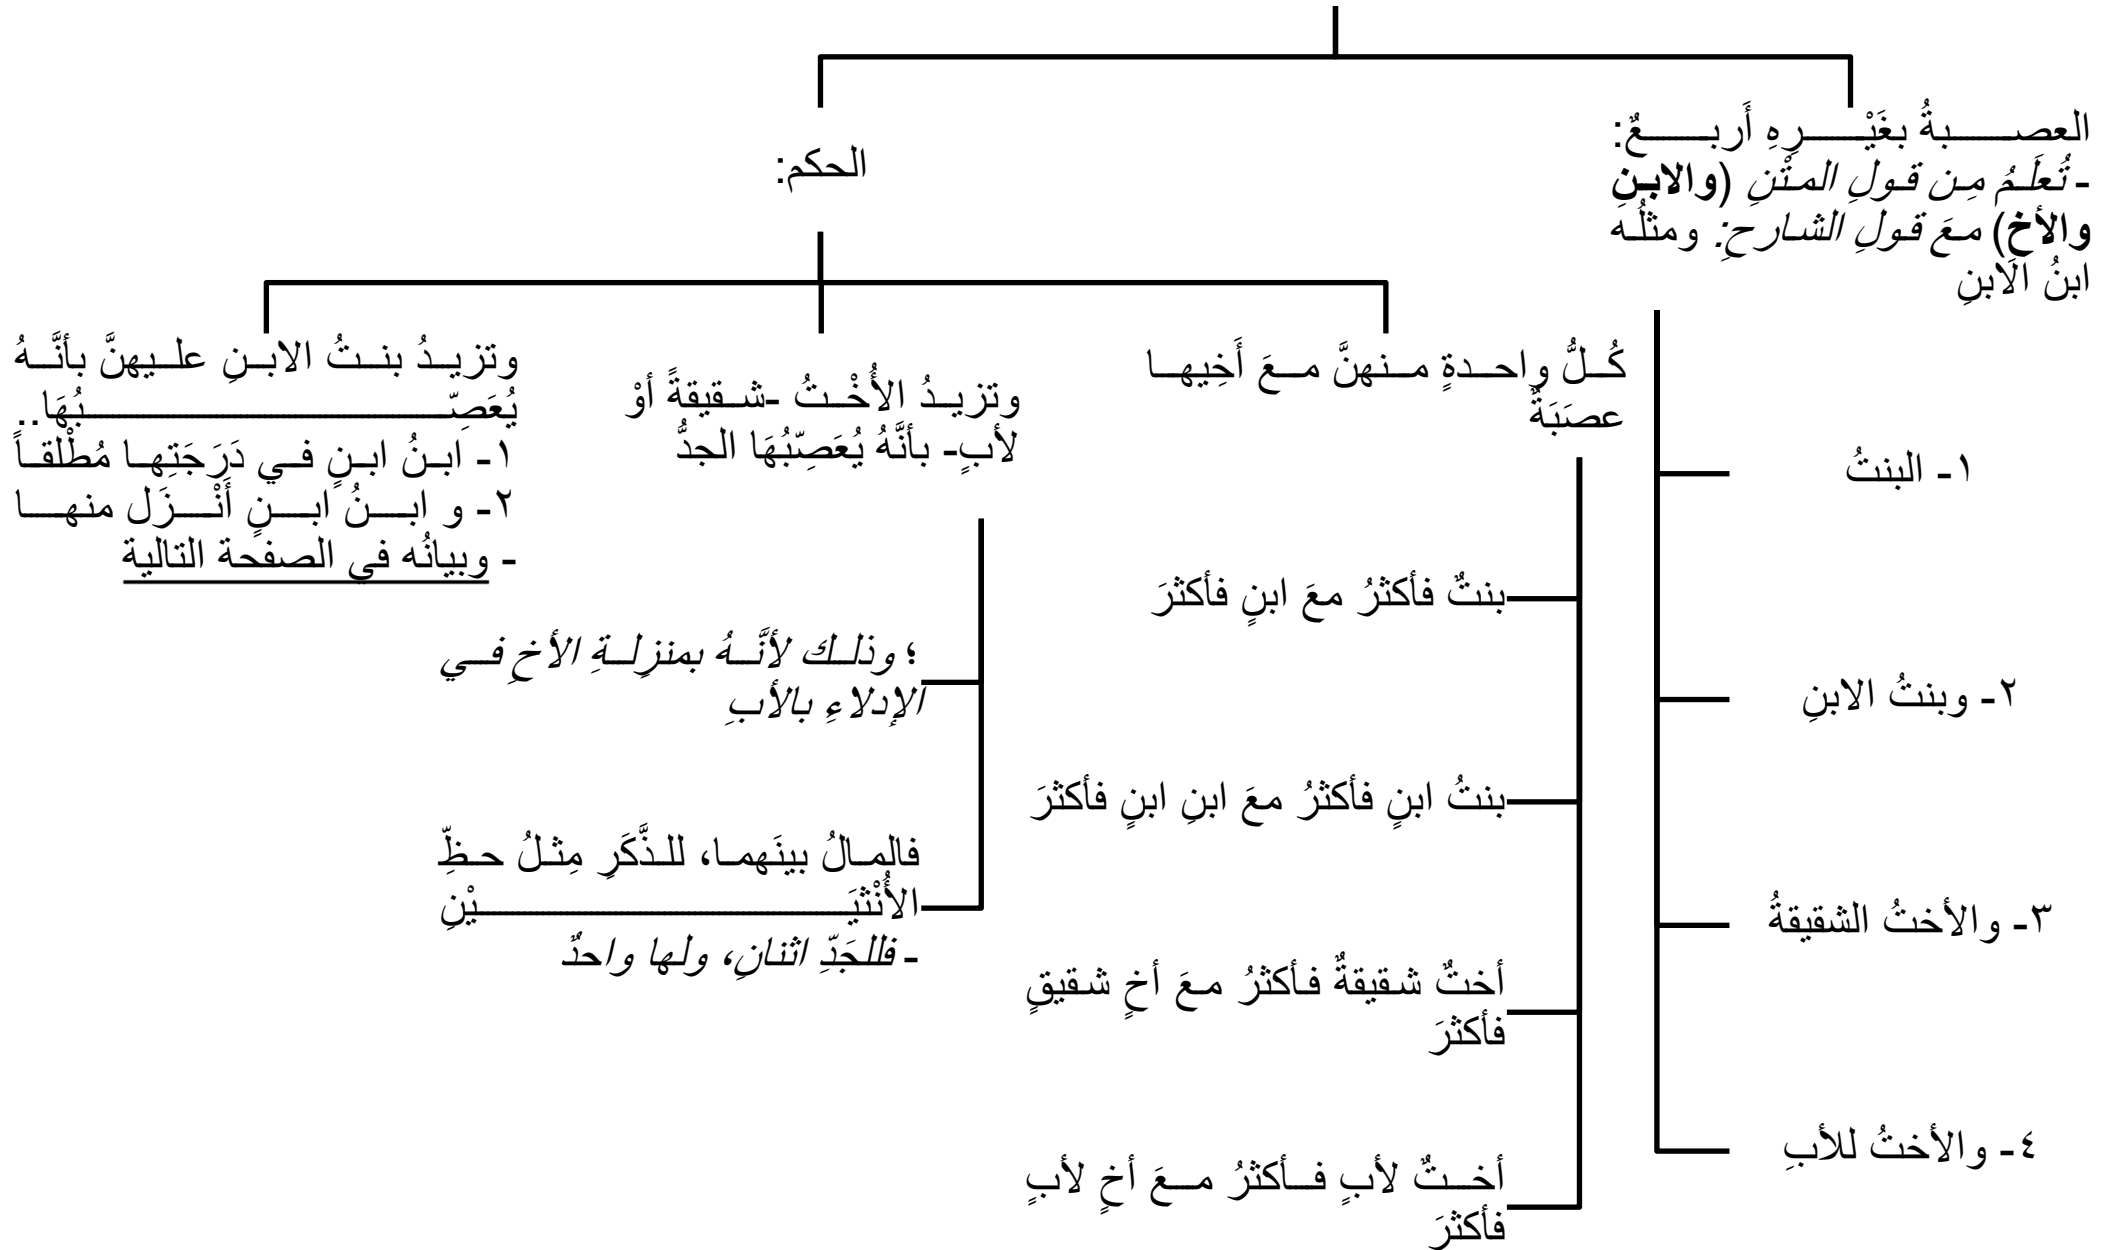 العصبةُ بغَيْرِهِ أَربعٌ:
- تُعلَمُ مِن قولِ المتْنِ (والابنِ
والأخ) معَ قولِ الشارحِ: ومثلُه
ابنُ الابنِ
١- البنتُ
٢- وبنتُ الابنِ
٣- والأختُ الشقيقةُ
٤- والأختُ للأبِ
الحكم:
كُلُّ واحدةٍ منهنَّ معَ أَخِيها
عصَبَةٌ
بنتٌ فأكثرُ معَ ابنٍ فأكثرَ
بنتُ ابنٍ فأكثرُ معَ ابنِ ابنٍ فأكثرَ
أختٌ شقيقةٌ فأكثرُ معَ أخٍ شقيقٍ
فأكثرَ
أختٌ لأبٍ فأكثرُ معَ أخٍ لأبٍ
فأكثرَ
وتزيدُ الأُخْتُ -شقيقةً أوْ
لأبٍ- بأنَّهُ يُعَصِّبُهَا الجدُّ
؛ وذلك لأنَّهُ بمنزِلةِ الأخِ في
الإدلاءِ بالأبِ
فالمالُ بينَهما، للذَّكَرِ مِثلُ حظِّ
الأُنْثيَيْنِ
- فللجَدِّ اثنانِ، ولها واحدٌ
وتزيدُ بنتُ الابنِ عليهنَّ بأنَّهُ
يُعَصِّبُهَا..
١- ابنُ ابنٍ في دَرَجَتِها مُطْلقاً
٢- و ابنُ ابنٍ أَنْزَل منها
- وبيانُه في الصفحة التالية